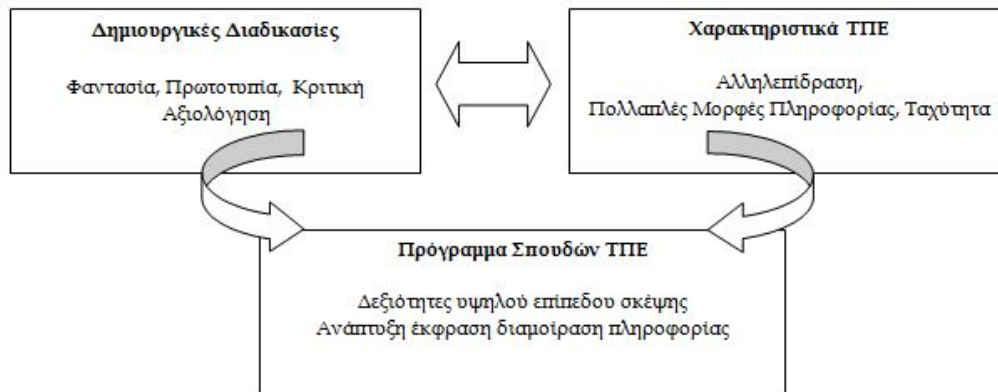 Δημιουργικές Διαδικασίες
Φαντασία, Πρωτοτυπία, Κριτική
Αξιολόγηση
Χαρακτηριστικά ΤΠΕ
Αλληλεπίδραση,
Πολλαπλές Μορφές Πληροφορίας, Ταχύτητα
Πρόγραμμα Σπουδών ΤΠΕ
Δεξιότητες υψηλού επίπεδου σκέψης
Ανάπτυξη έκφραση διαμοίραση πληροφορίας